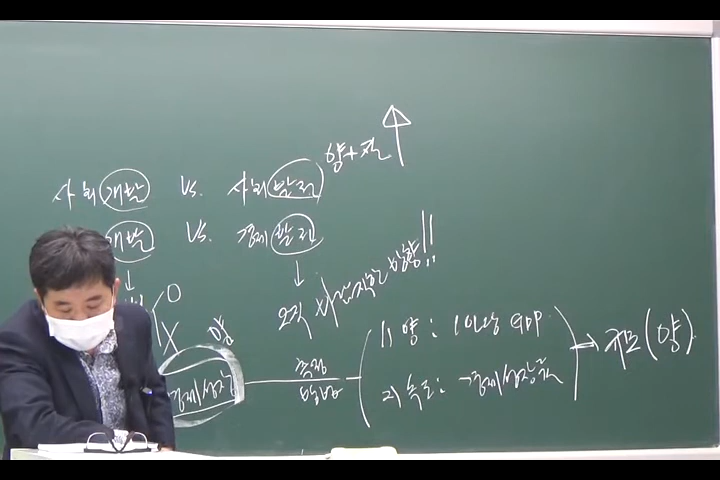 양+질
사회 개발 vs. 사회 발전
개발 vs. 경제 발전
O
오직 바람직한 방향!!
X
양
1) 양: 1인당 GDP
경제성장 측정 방법
2) 속도: 경제성장률
규모(양)